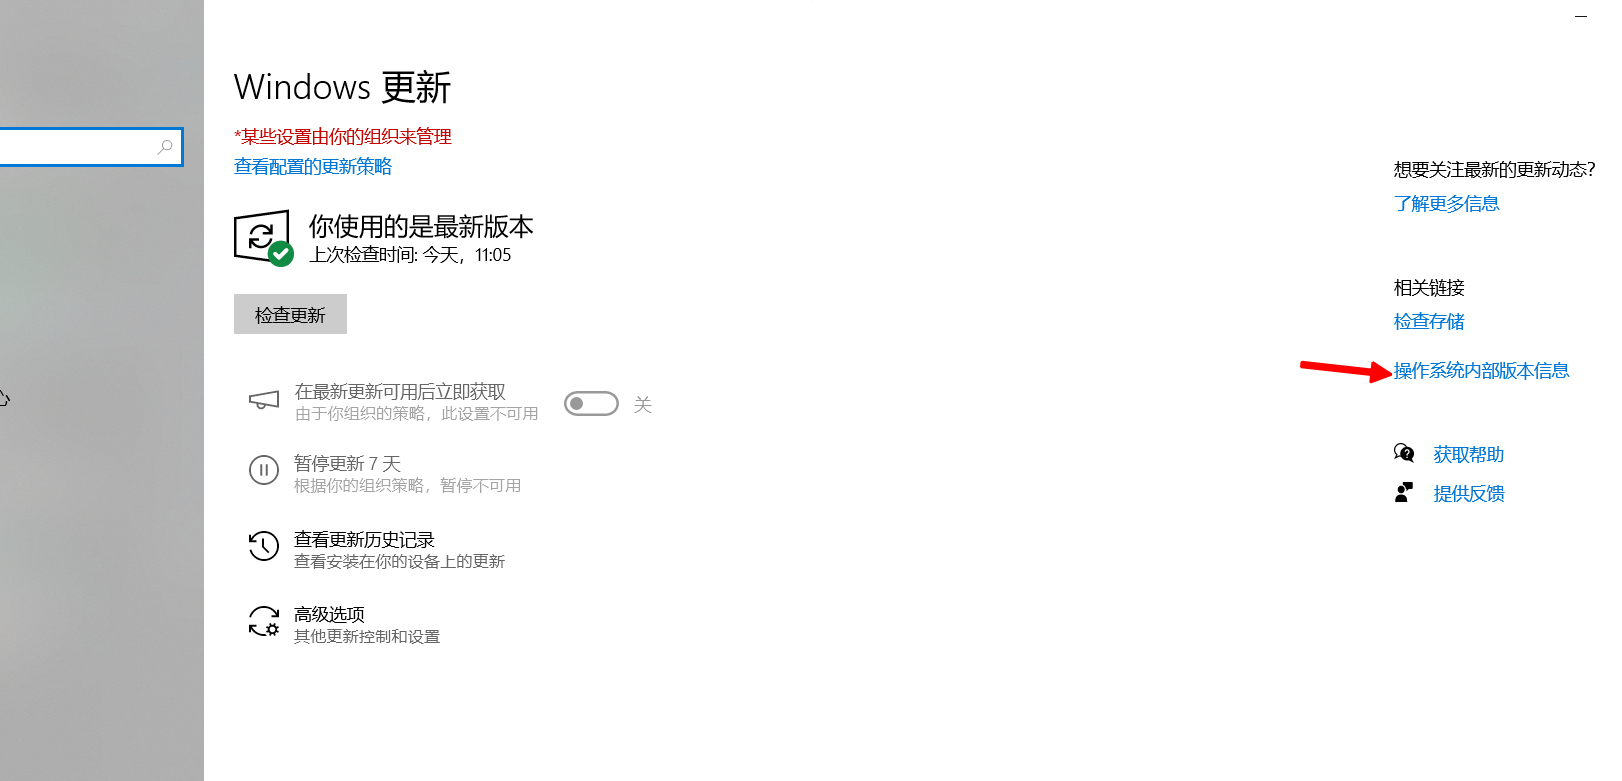 Windows 更新
*某些设置由你的组织来管理
查看配置的更新策略
你使用的是最新版本
上次检查时间: 今天，11:05
检查更新
在最新更新可用后立即获取
由于你组织的策略，此设置不可用
关
暂停更新 7 天
根据你的组织策略，暂停不可用
查看更新历史记录
查看安装在你的设备上的更新
高级选项
其他更新控制和设置
想要关注最新的更新动态?
了解更多信息
相关链接
检查存储
操作系统内部版本信息
获取帮助
提供反馈